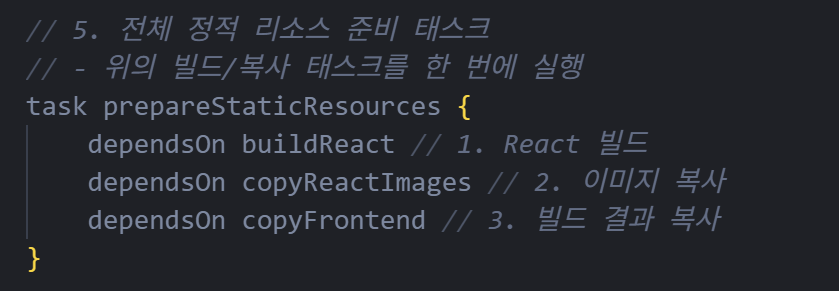 // 5. 전체 정적 리소스 준비 태스크
// - 위의 빌드/복사 태스크를 한 번에 실행
task prepareStaticResources {
    dependsOn buildReact // 1. React 빌드
    dependsOn copyReactImages // 2. 이미지 복사
    dependsOn copyFrontend // 3. 빌드 결과 복사
}